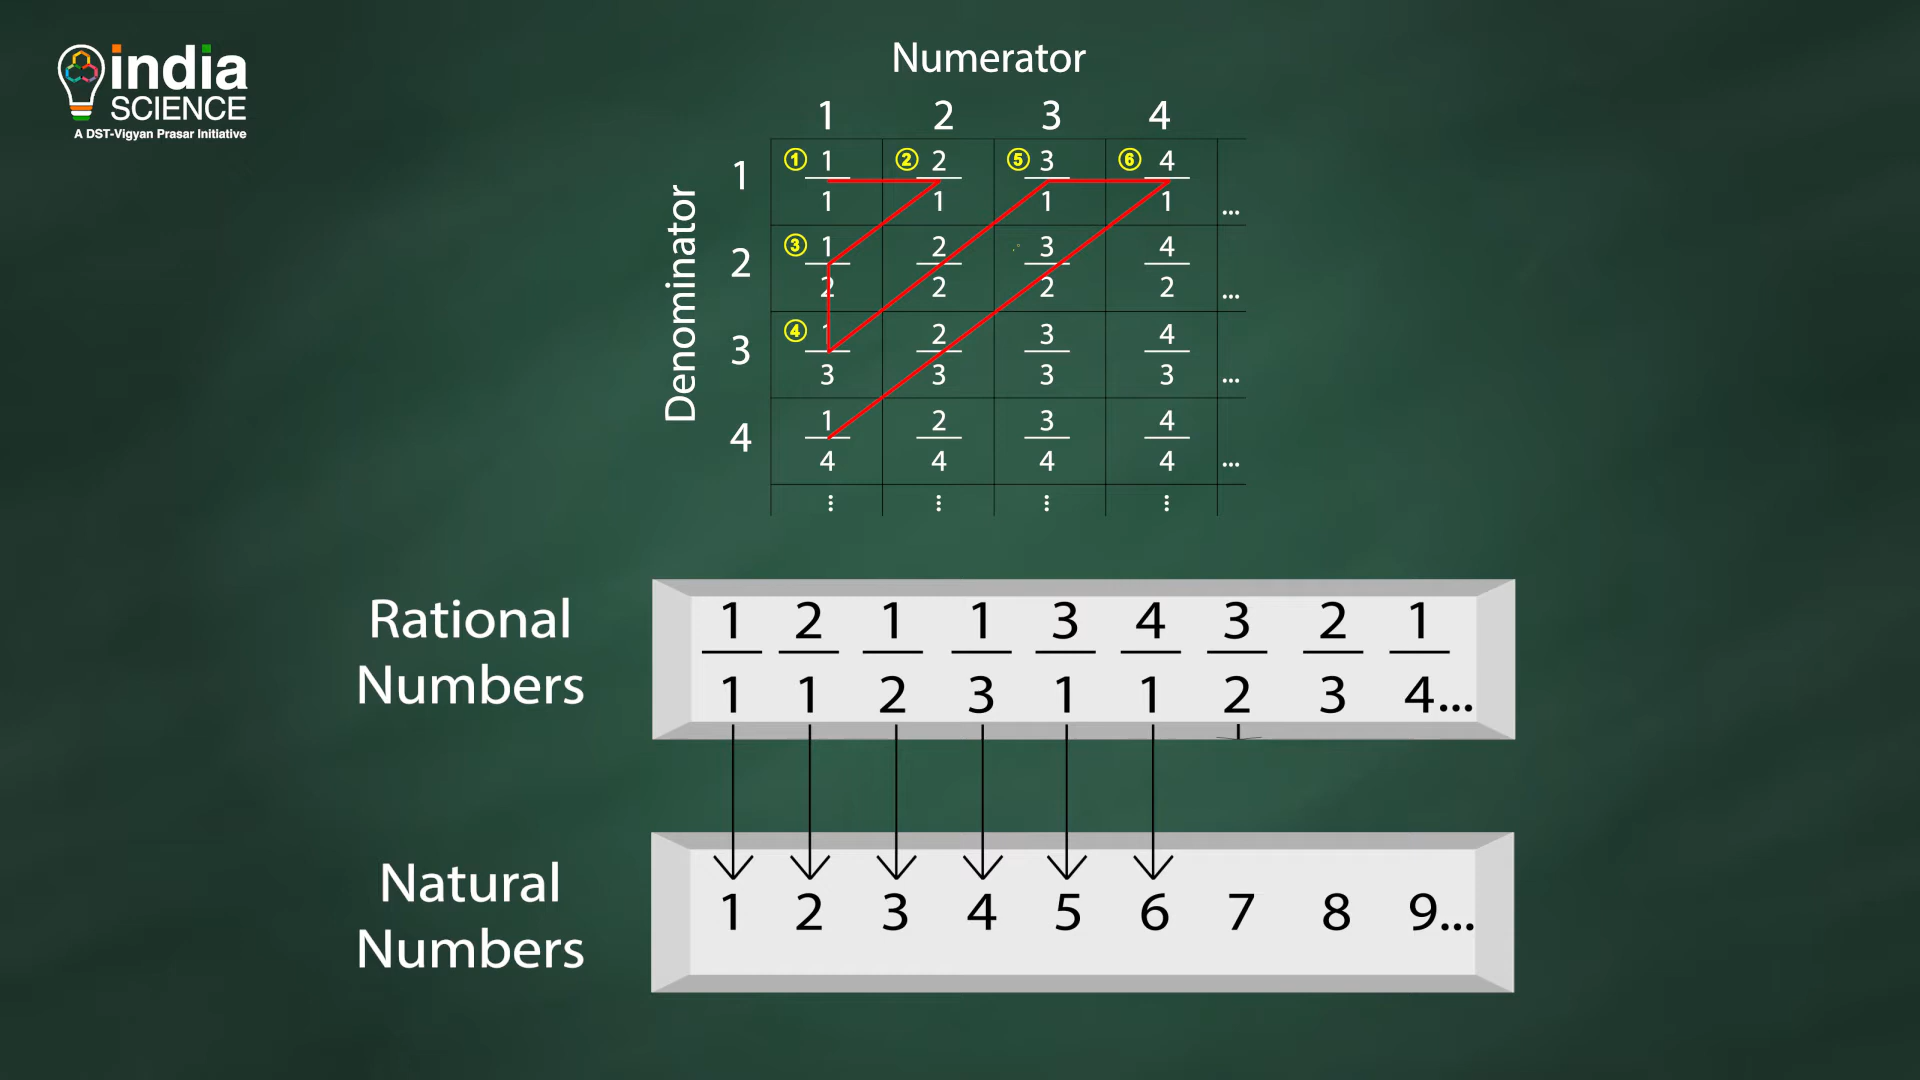 india
SCIENCE
A DST-Vigyan Prasar Initiative
Numerator
1 2 3 4
Denominator
1 ① 1/1 ② 2/1 ⑤ 3/1 ⑥ 4/1 ...
2 ③ 1/2 2/2 3/2 4/2 ...
3 ④ 1/3 2/3 3/3 4/3 ...
4 1/4 2/4 3/4 4/4 ...
⋮ ⋮ ⋮ ⋮
Rational
Numbers
1 2 1 1 3 4 3 2 1
1 1 2 3 1 1 2 3 4...
Natural
Numbers
1 2 3 4 5 6 7 8 9...